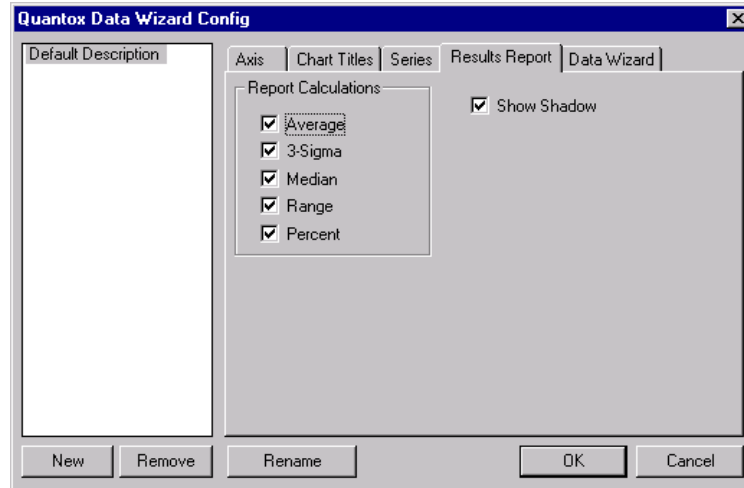 Quantox Data Wizard Config
Default Description
Axis Chart Titles Series Results Report Data Wizard
Report Calculations
Show Shadow
Average
3-Sigma
Median
Range
Percent
New Remove Rename OK Cancel